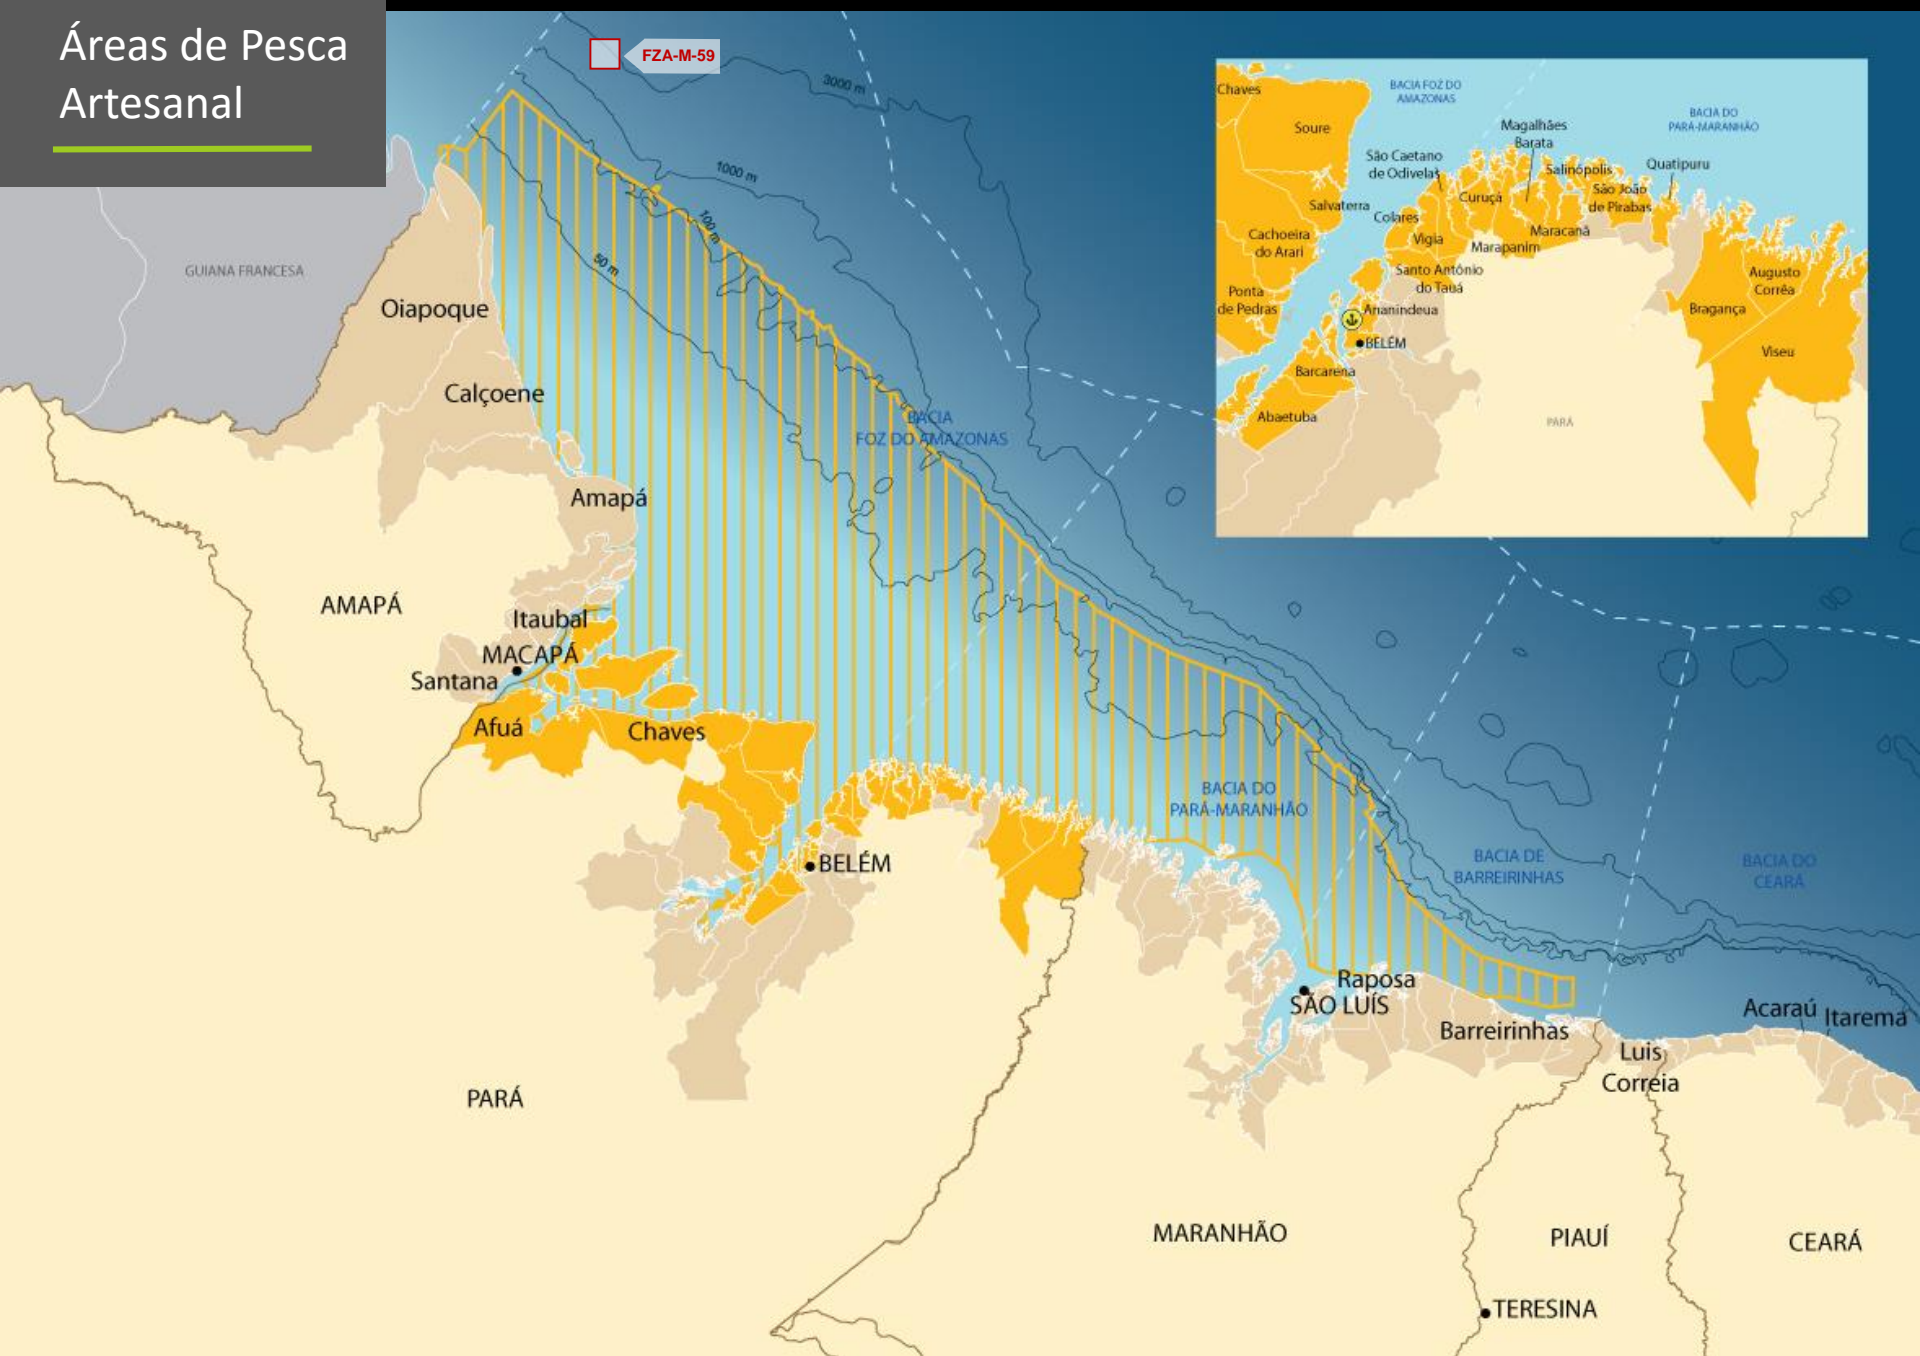 Áreas de Pesca
Artesanal
FZA-M-59
3000 m
1000 m
100 m
50 m
GUIANA FRANCESA
Oiapoque
Calçoene
Amapá
AMAPÁ
Itaubal
MACAPÁ
Santana
Afuá
Chaves
BELÉM
PARÁ
BACIA
FOZ DO AMAZONAS
BACIA DO
PARÁ-MARANHÃO
BACIA DE
BARREIRINHAS
BACIA DO
CEARÁ
Raposa
SÃO LUÍS
Barreirinhas
Luis
Correia
Acaraú
Itarema
MARANHÃO
PIAUÍ
CEARÁ
TERESINA
Chaves
BACIA FOZ DO
AMAZONAS
BACIA DO
PARÁ-MARANHÃO
Soure
Magalhães
Barata
São Caetano
de Odivelas
Salinópolis
Quatipuru
São João
de Pirabas
Curuçá
Salvaterra
Colares
Maracanã
Cachoeira
do Arari
Vigia
Marapanim
Santo Antônio
do Tauá
Augusto
Corrêa
Ponta
de Pedras
Ananindeua
Bragança
BELÉM
Viseu
Barcarena
Abaetuba
PARÁ